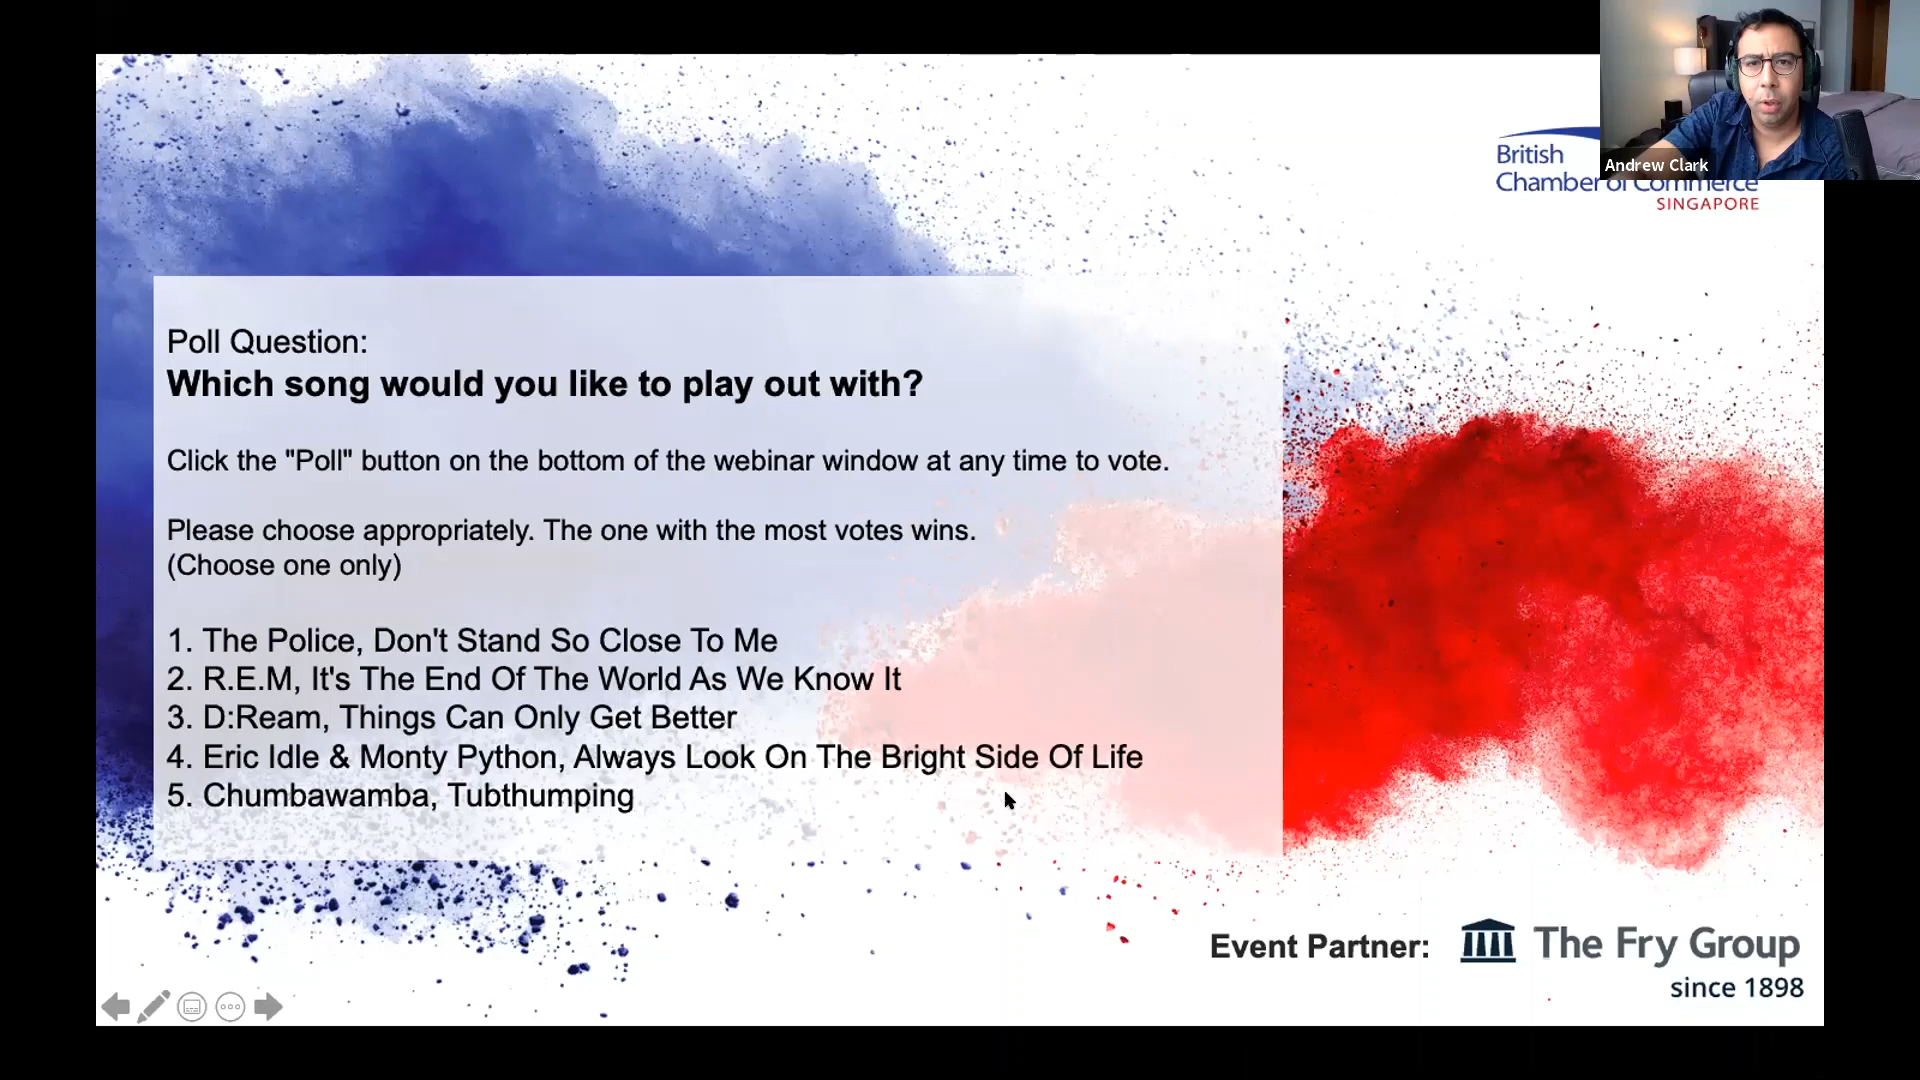 Andrew Clark
British
Chamber of Commerce
SINGAPORE
Poll Question:
Which song would you like to play out with?
Click the "Poll" button on the bottom of the webinar window at any time to vote.
Please choose appropriately. The one with the most votes wins.
(Choose one only)
1. The Police, Don't Stand So Close To Me
2. R.E.M, It's The End Of The World As We Know It
3. D:Ream, Things Can Only Get Better
4. Eric Idle & Monty Python, Always Look On The Bright Side Of Life
5. Chumbawamba, Tubthumping
Event Partner: The Fry Group
since 1898